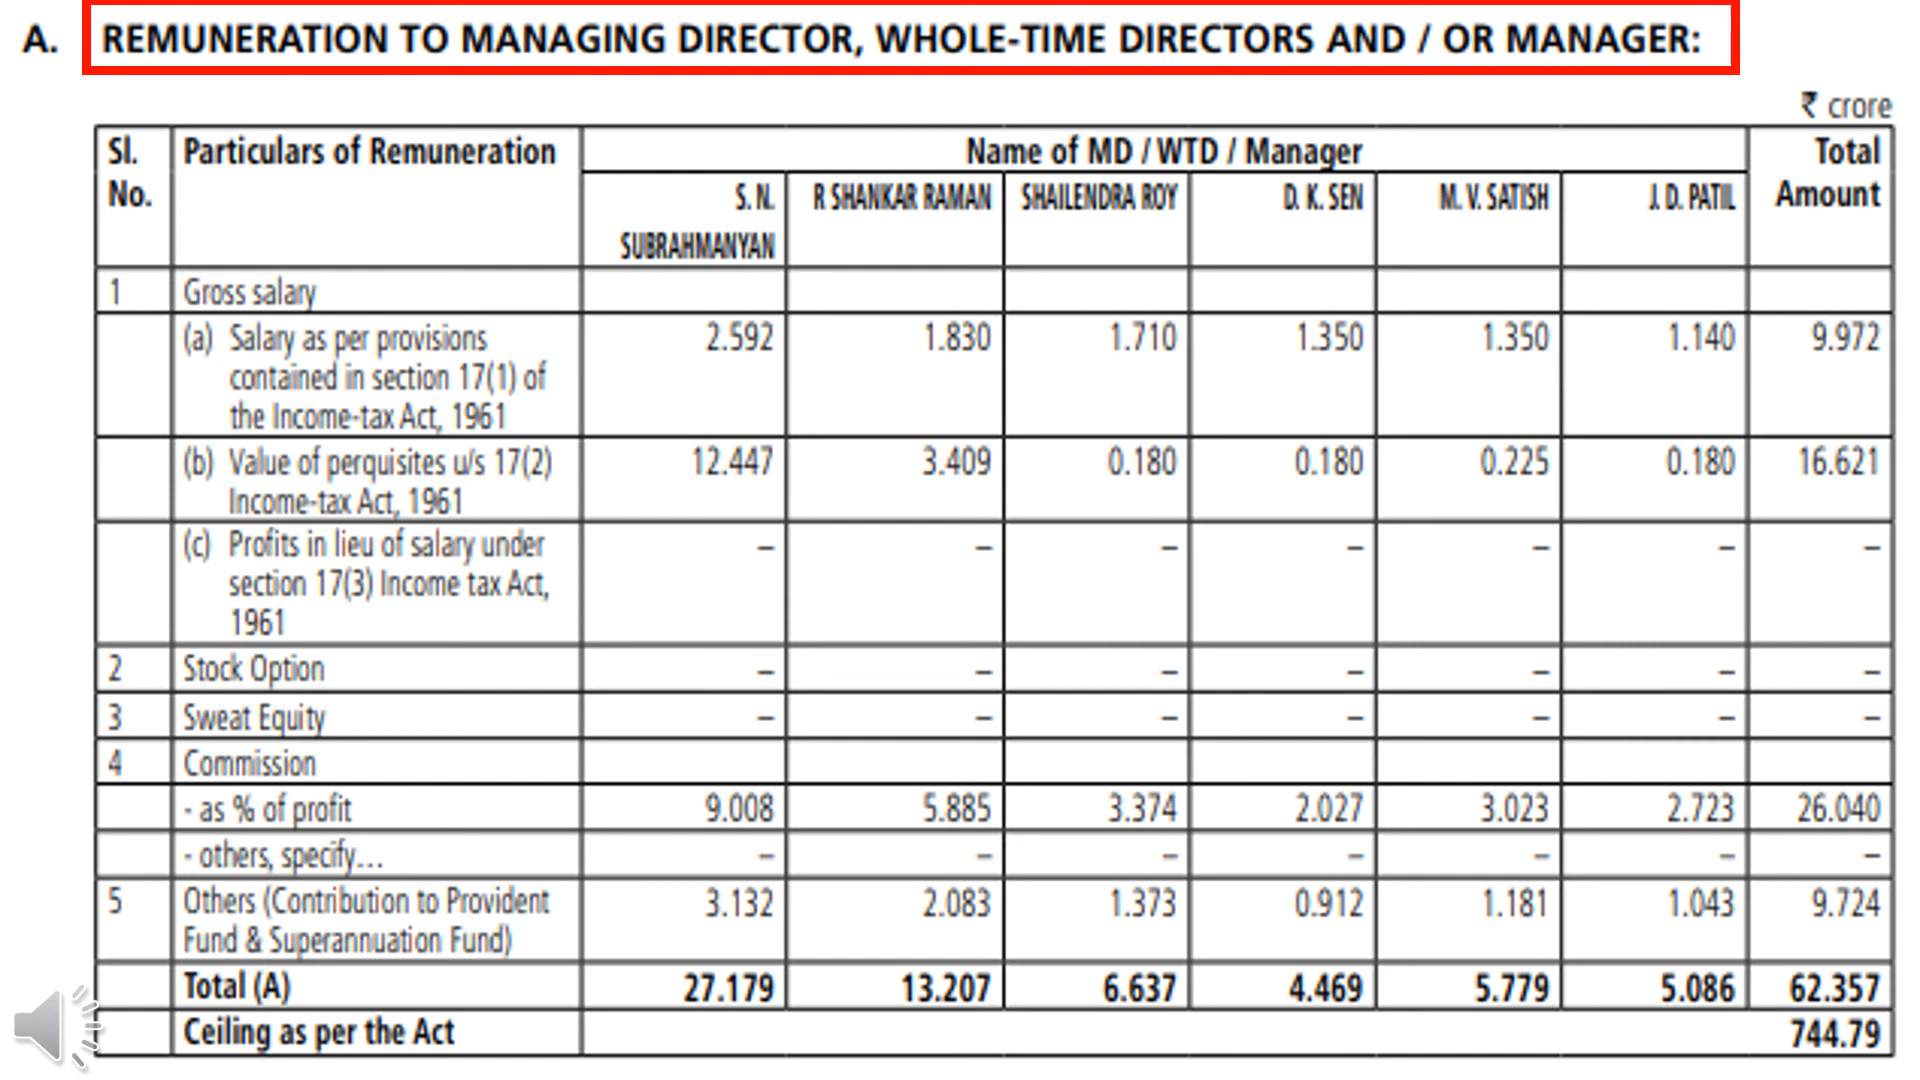 A. REMUNERATION TO MANAGING DIRECTOR, WHOLE-TIME DIRECTORS AND / OR MANAGER:
₹ crore
Sl. No. Particulars of Remuneration Name of MD / WTD / Manager Total Amount
S. N. SUBRAHMANYAN R SHANKAR RAMAN SHAILENDRA ROY D. K. SEN M. V. SATISH J. D. PATIL
1 Gross salary
(a) Salary as per provisions 2.592 1.830 1.710 1.350 1.350 1.140 9.972
contained in section 17(1) of
the Income-tax Act, 1961
(b) Value of perquisites u/s 17(2) 12.447 3.409 0.180 0.180 0.225 0.180 16.621
Income-tax Act, 1961
(c) Profits in lieu of salary under – – – – – – –
section 17(3) Income tax Act,
1961
2 Stock Option – – – – – – –
3 Sweat Equity – – – – – – –
4 Commission
- as % of profit 9.008 5.885 3.374 2.027 3.023 2.723 26.040
- others, specify... – – – – – – –
5 Others (Contribution to Provident 3.132 2.083 1.373 0.912 1.181 1.043 9.724
Fund & Superannuation Fund)
Total (A) 27.179 13.207 6.637 4.469 5.779 5.086 62.357
Ceiling as per the Act 744.79